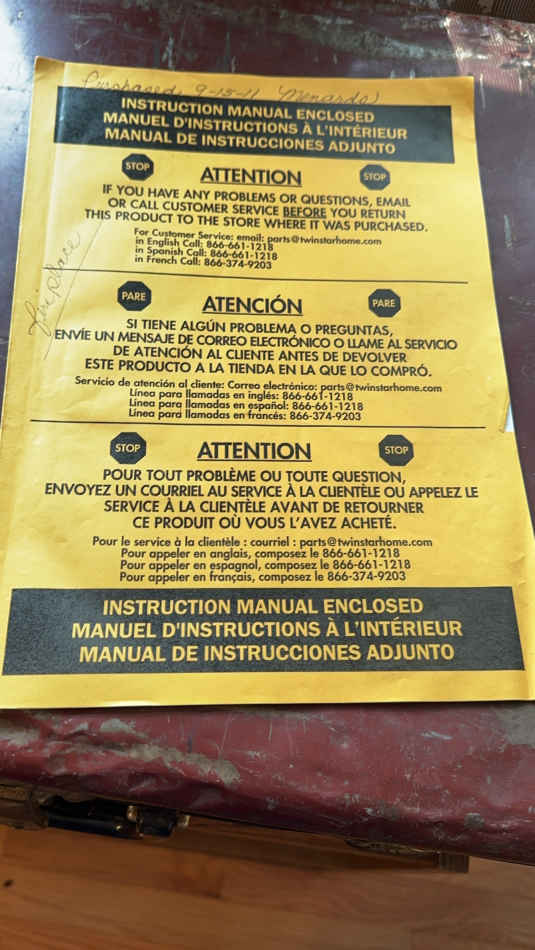 Purchased 9-15-11 Menards
INSTRUCTION MANUAL ENCLOSED
MANUEL D'INSTRUCTIONS À L'INTÉRIEUR
MANUAL DE INSTRUCCIONES ADJUNTO
STOP
ATTENTION
STOP
IF YOU HAVE ANY PROBLEMS OR QUESTIONS, EMAIL
OR CALL CUSTOMER SERVICE BEFORE YOU RETURN
THIS PRODUCT TO THE STORE WHERE IT WAS PURCHASED.
For Customer Service: email: parts@twinstarhome.com
in English Call: 866-661-1218
in Spanish Call: 866-661-1218
in French Call: 866-374-9203
fire place
PARE
ATENCIÓN
PARE
SI TIENE ALGÚN PROBLEMA O PREGUNTAS,
ENVÍE UN MENSAJE DE CORREO ELECTRÓNICO O LLAME AL SERVICIO
DE ATENCIÓN AL CLIENTE ANTES DE DEVOLVER
ESTE PRODUCTO A LA TIENDA EN LA QUE LO COMPRÓ.
Servicio de atención al cliente: Correo electrónico: parts@twinstarhome.com
Línea para llamadas en inglés: 866-661-1218
Línea para llamadas en español: 866-661-1218
Línea para llamadas en francés: 866-374-9203
STOP
ATTENTION
STOP
POUR TOUT PROBLÈME OU TOUTE QUESTION,
ENVOYEZ UN COURRIEL AU SERVICE À LA CLIENTÈLE OU APPELEZ LE
SERVICE À LA CLIENTÈLE AVANT DE RETOURNER
CE PRODUIT OÙ VOUS L'AVEZ ACHETÉ.
Pour le service à la clientèle : courriel : parts@twinstarhome.com
Pour appeler en anglais, composez le 866-661-1218
Pour appeler en espagnol, composez le 866-661-1218
Pour appeler en français, composez le 866-374-9203
INSTRUCTION MANUAL ENCLOSED
MANUEL D'INSTRUCTIONS À L'INTÉRIEUR
MANUAL DE INSTRUCCIONES ADJUNTO